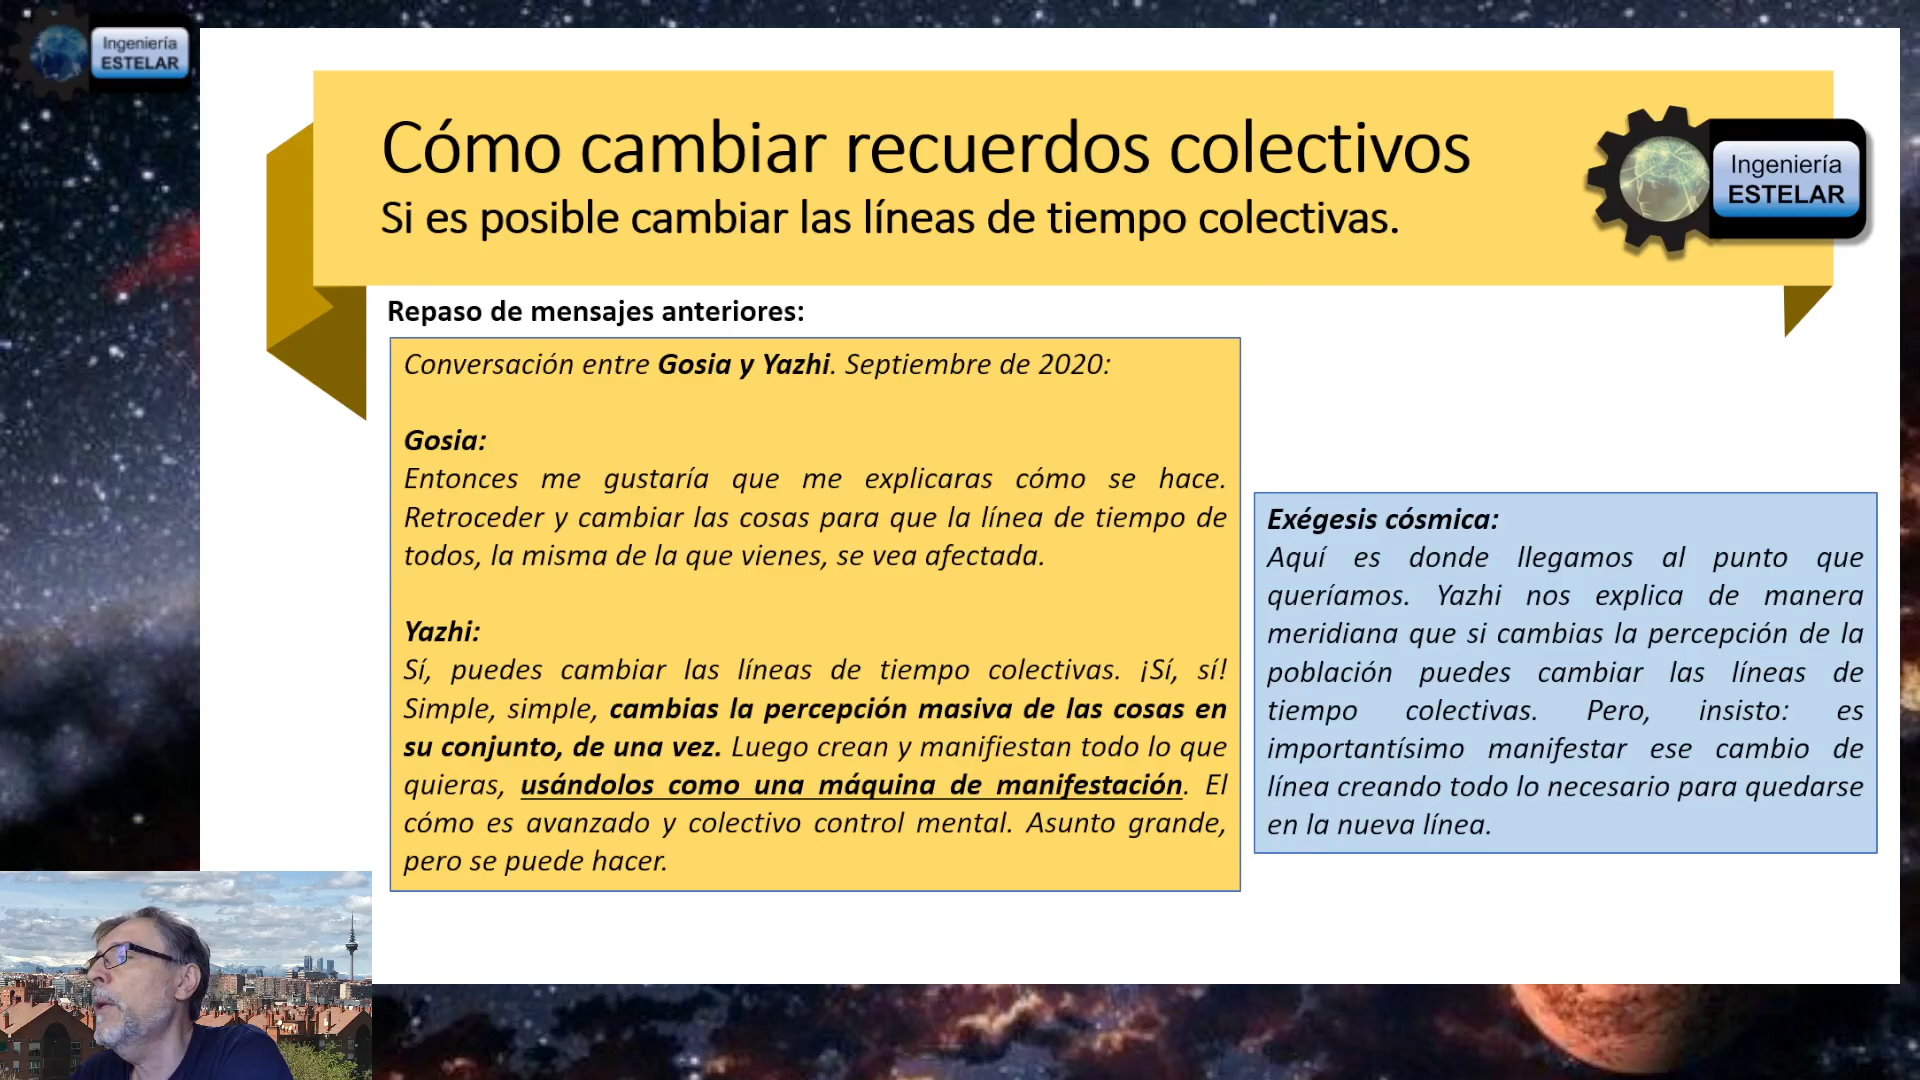 Ingeniería
ESTELAR
Cómo cambiar recuerdos colectivos
Si es posible cambiar las líneas de tiempo colectivas.
Ingeniería
ESTELAR
Repaso de mensajes anteriores:
Conversación entre Gosia y Yazhi. Septiembre de 2020:
Gosia:
Entonces me gustaría que me explicaras cómo se hace.
Retroceder y cambiar las cosas para que la línea de tiempo de
todos, la misma de la que vienes, se vea afectada.
Yazhi:
Sí, puedes cambiar las líneas de tiempo colectivas. ¡Sí, sí!
Simple, simple, cambias la percepción masiva de las cosas en
su conjunto, de una vez. Luego crean y manifiestan todo lo que
quieras, usándolos como una máquina de manifestación. El
cómo es avanzado y colectivo control mental. Asunto grande,
pero se puede hacer.
Exégesis cósmica:
Aquí es donde llegamos al punto que
queríamos. Yazhi nos explica de manera
meridiana que si cambias la percepción de la
población puedes cambiar las líneas de
tiempo colectivas. Pero, insisto: es
importantísimo manifestar ese cambio de
línea creando todo lo necesario para quedarse
en la nueva línea.